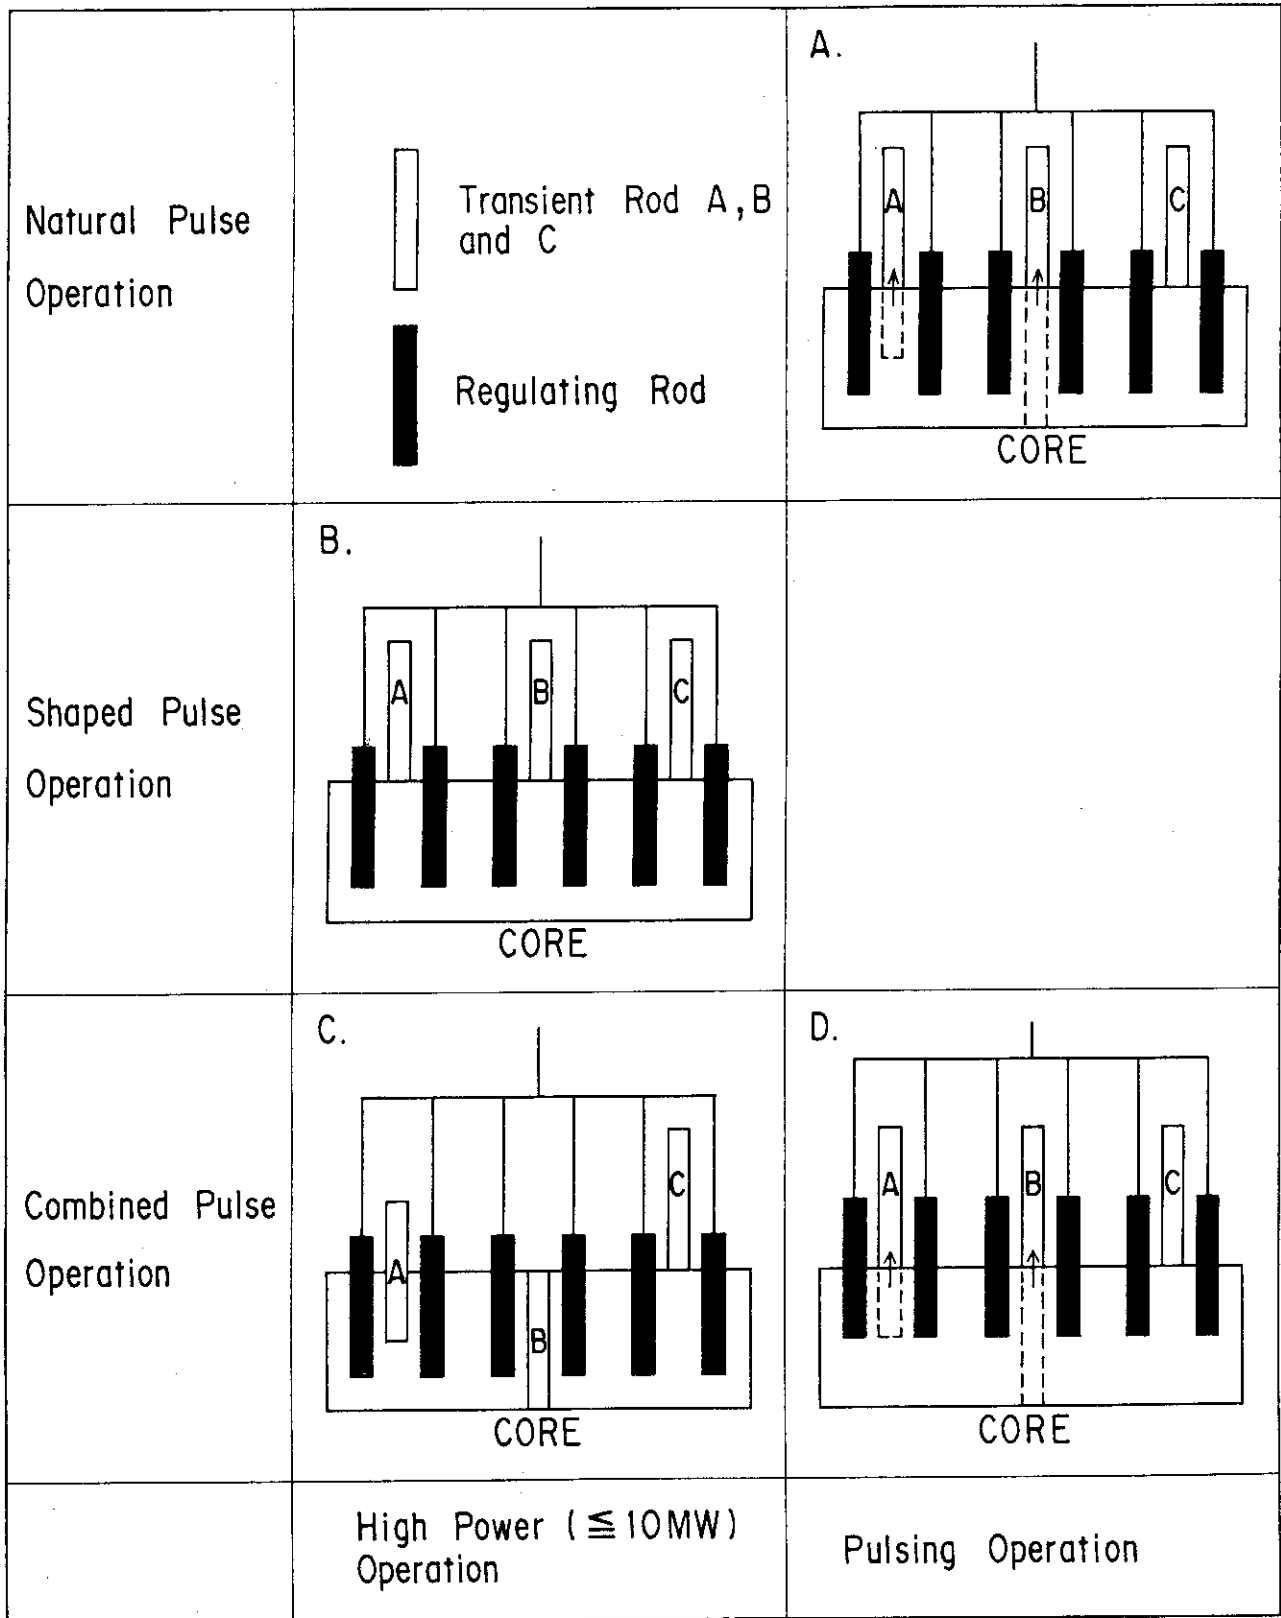 Natural Pulse
Operation
Transient Rod A,B
and C
Regulating Rod
A.
A
B
C
CORE
Shaped Pulse
Operation
B.
A
B
C
CORE
Combined Pulse
Operation
C.
A
B
C
CORE
D.
A
B
C
CORE
High Power (≦10MW)
Operation
Pulsing Operation